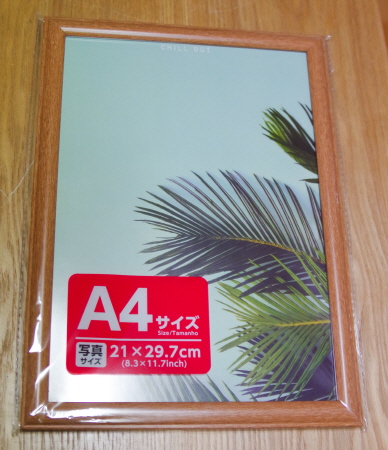 CHILL OUT
A4サイズ
Size/Tamanho
写真サイズ
21×29.7cm
(8.3×11.7inch)